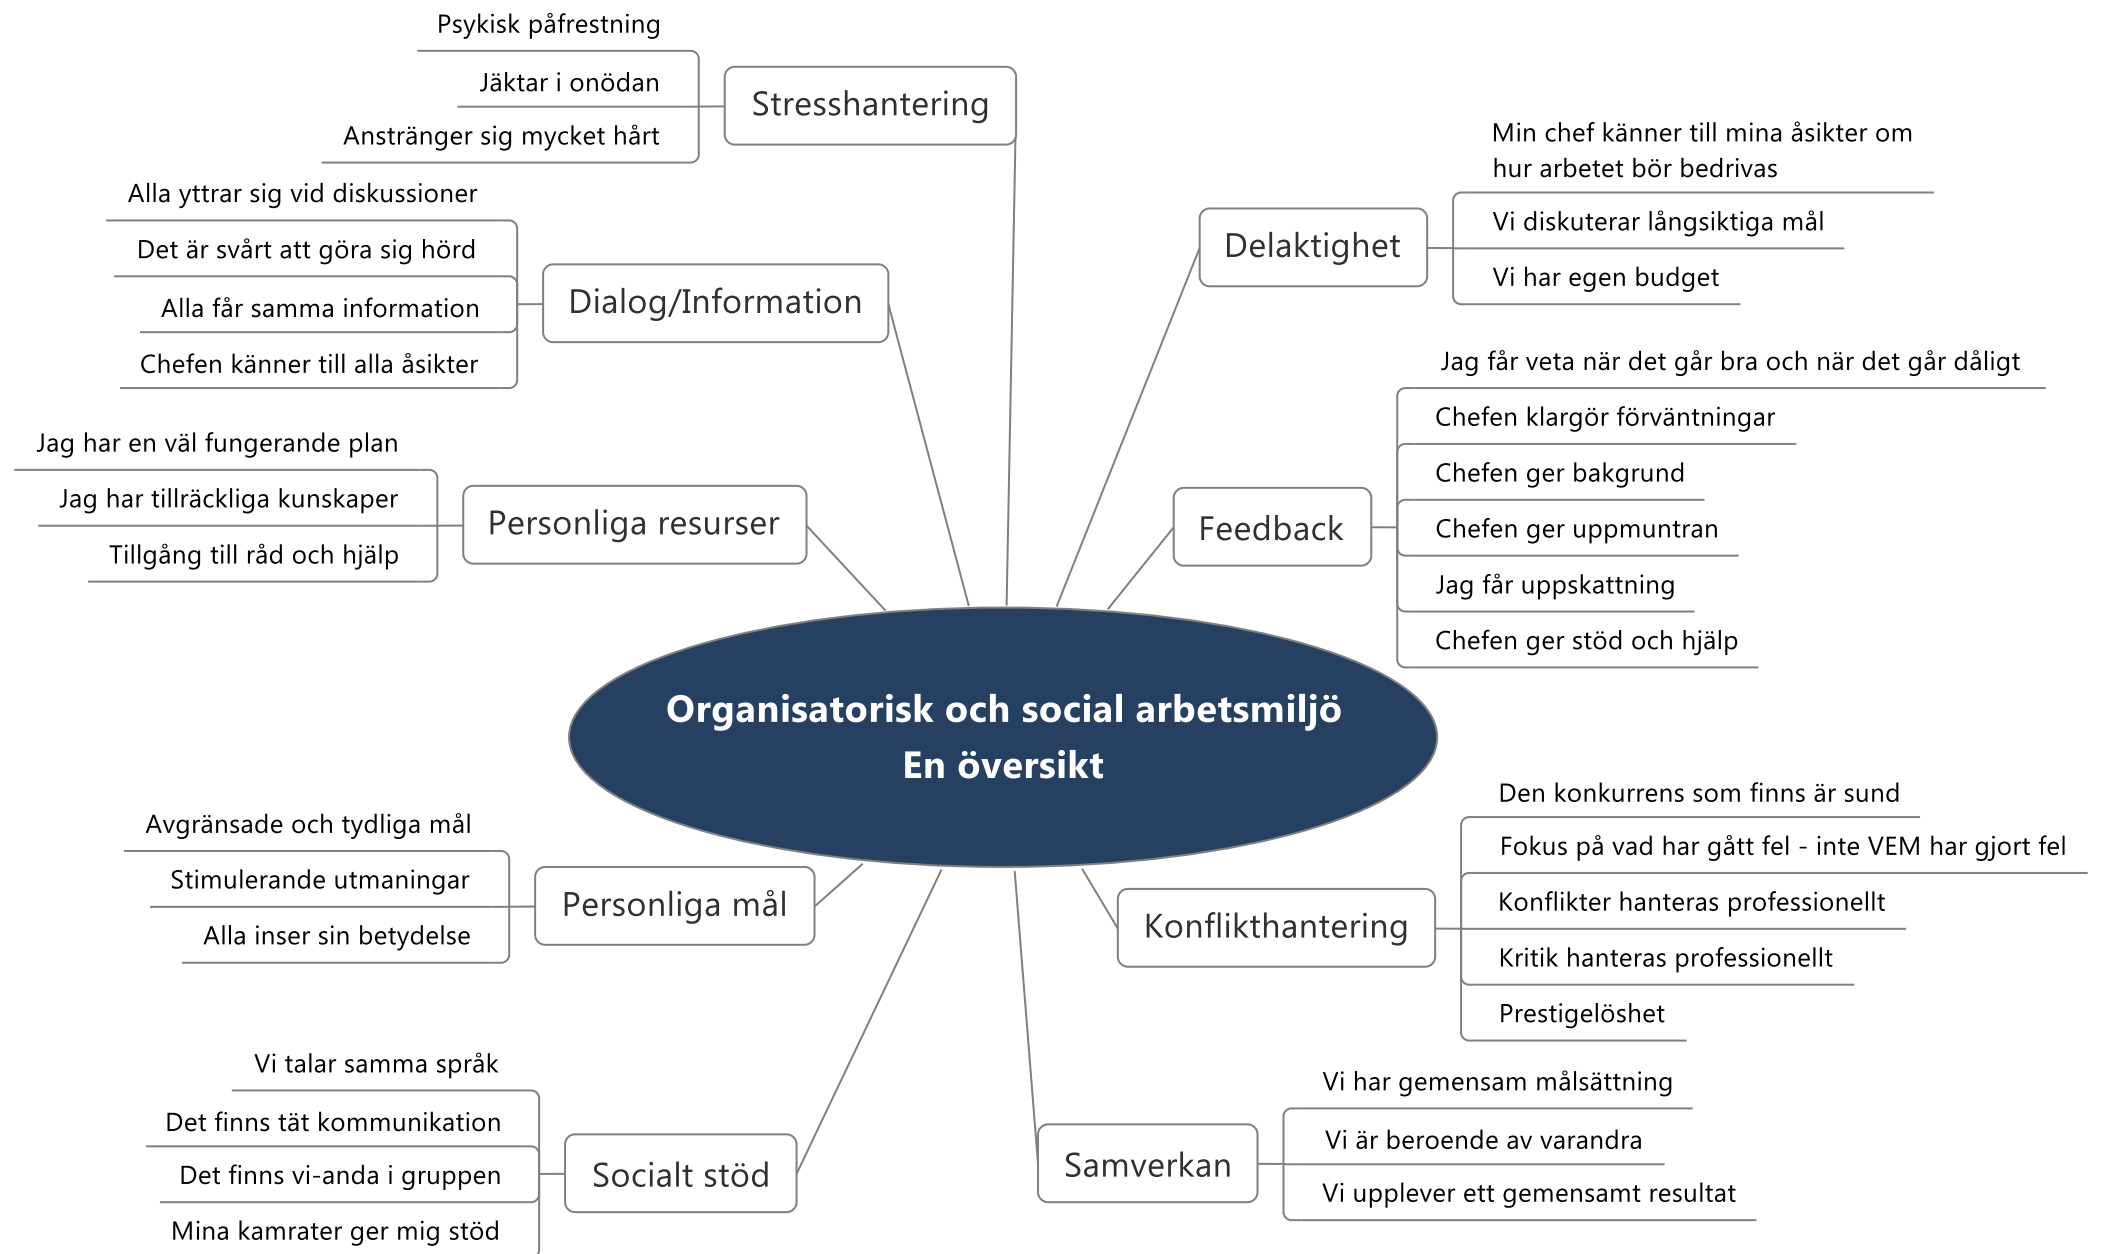 Organisatorisk och social arbetsmiljö
En översikt
Stresshantering
Psykisk påfrestning
Jäktar i onödan
Anstränger sig mycket hårt
Dialog/Information
Alla yttrar sig vid diskussioner
Det är svårt att göra sig hörd
Alla får samma information
Chefen känner till alla åsikter
Personliga resurser
Jag har en väl fungerande plan
Jag har tillräckliga kunskaper
Tillgång till råd och hjälp
Personliga mål
Avgränsade och tydliga mål
Stimulerande utmaningar
Alla inser sin betydelse
Socialt stöd
Vi talar samma språk
Det finns tät kommunikation
Det finns vi-anda i gruppen
Mina kamrater ger mig stöd
Delaktighet
Min chef känner till mina åsikter om
hur arbetet bör bedrivas
Vi diskuterar långsiktiga mål
Vi har egen budget
Feedback
Jag får veta när det går bra och när det går dåligt
Chefen klargör förväntningar
Chefen ger bakgrund
Chefen ger uppmuntran
Jag får uppskattning
Chefen ger stöd och hjälp
Konflikthantering
Den konkurrens som finns är sund
Fokus på vad har gått fel - inte VEM har gjort fel
Konflikter hanteras professionellt
Kritik hanteras professionellt
Prestigelöshet
Samverkan
Vi har gemensam målsättning
Vi är beroende av varandra
Vi upplever ett gemensamt resultat